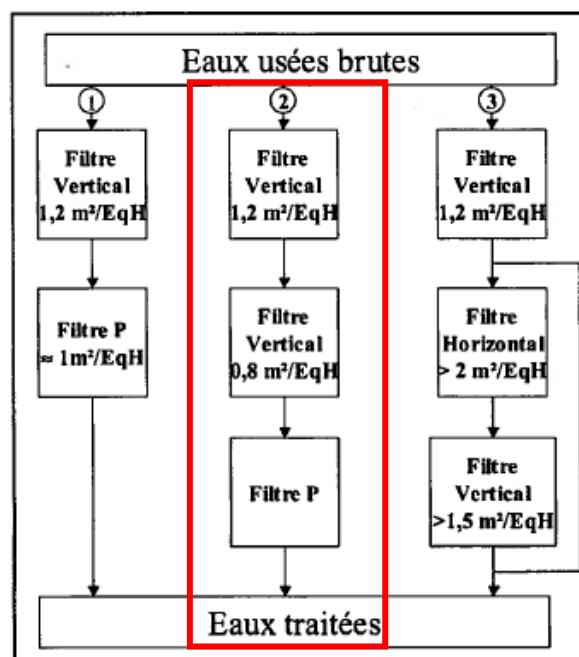 Eaux usées brutes
1
2
3
Filtre
Vertical
1,2 m²/EqH
Filtre
Vertical
1,2 m²/EqH
Filtre
Vertical
1,2 m²/EqH
Filtre P
≈ 1m²/EqH
Filtre
Vertical
0,8 m²/EqH
Filtre
Horizontal
> 2 m²/EqH
Filtre P
Filtre
Vertical
>1,5 m²/EqH
Eaux traitées